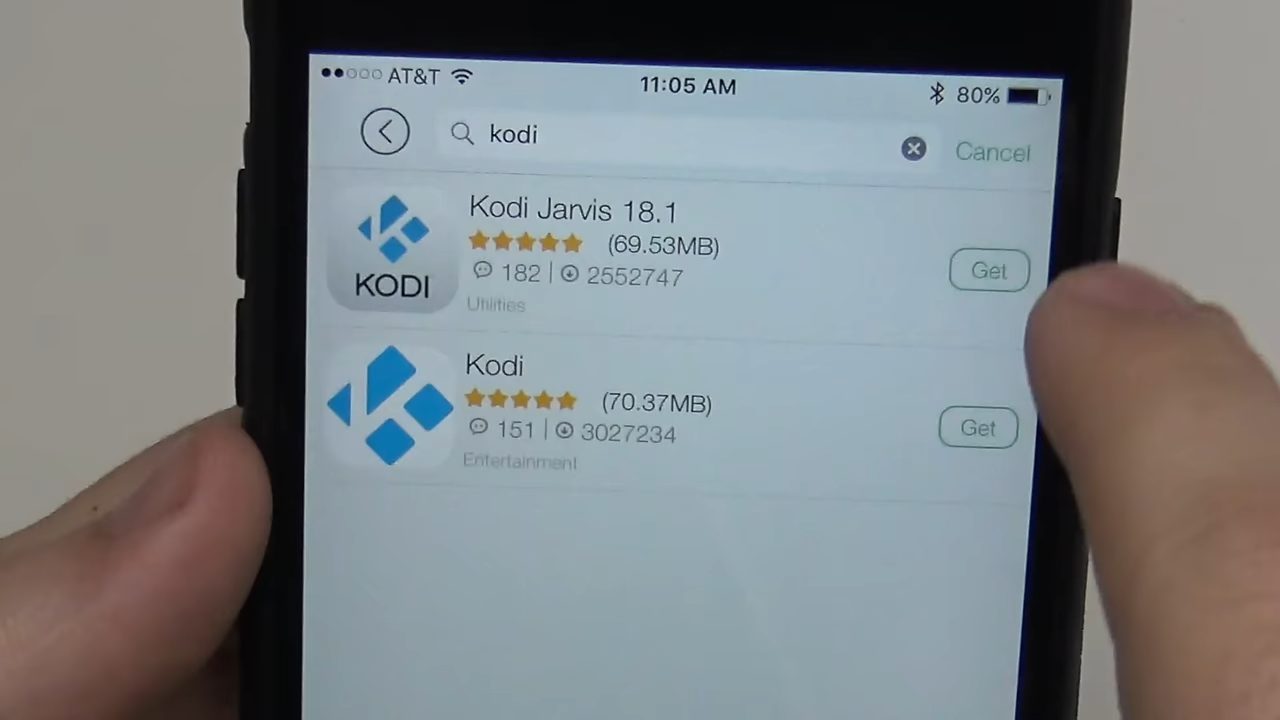 AT&T 11:05 AM 80%
kodi Cancel
Kodi Jarvis 18.1
(69.53MB)
182 | 2552747
Utilities
KODI
Get
Kodi
(70.37MB)
151 | 3027234
Entertainment
Get